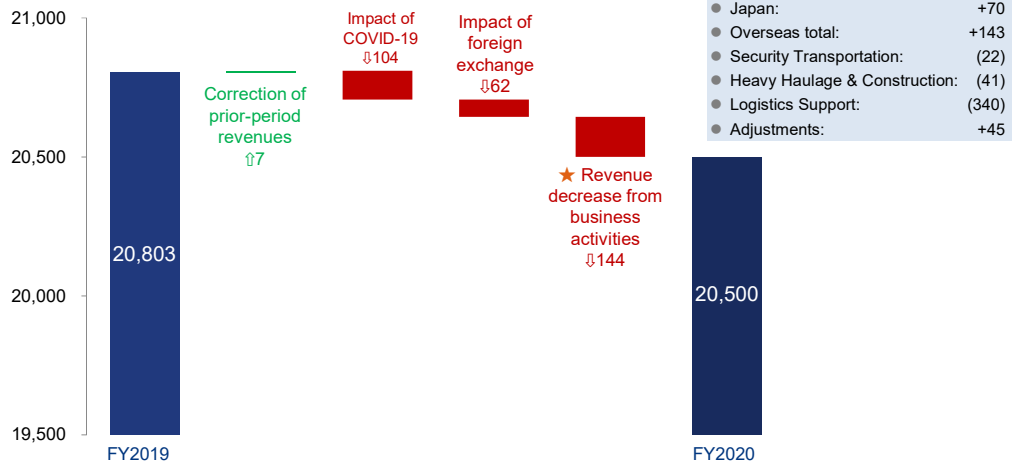 21,000
20,500
20,000
19,500
20,803
FY2019
Correction of
prior-period
revenues
⇧7
Impact of
COVID-19
⇩104
Impact of
foreign
exchange
⇩62
★ Revenue
decrease from
business
activities
⇩144
20,500
FY2020
● Japan: +70
● Overseas total: +143
● Security Transportation: (22)
● Heavy Haulage & Construction: (41)
● Logistics Support: (340)
● Adjustments: +45